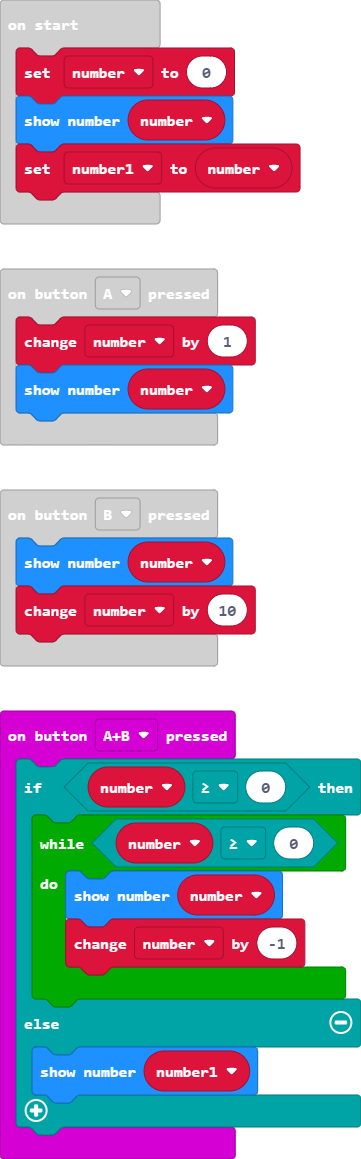 on start
set number to 0
show number number
set number1 to number
on button A pressed
change number by 1
show number number
on button B pressed
show number number
change number by 10
on button A+B pressed
if number ≥ 0 then
while number ≥ 0
do
show number number
change number by -1
else
show number number1